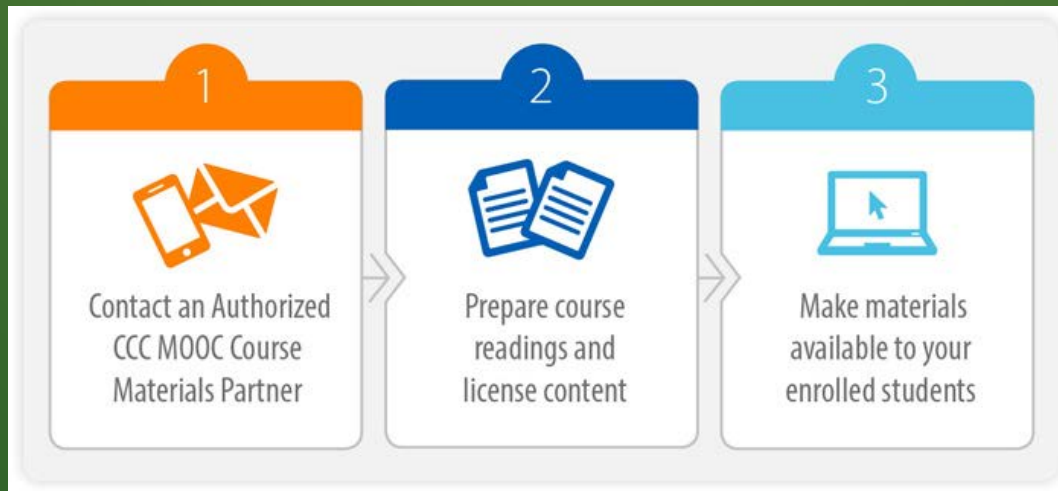 1
Contact an Authorized
CCC MOOC Course
Materials Partner
2
Prepare course
readings and
license content
3
Make materials
available to your
enrolled students